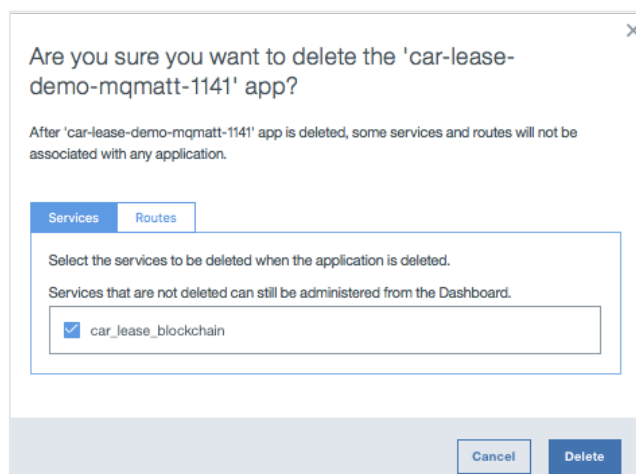 Are you sure you want to delete the 'car-lease-
demo-mqmatt-1141' app?
After 'car-lease-demo-mqmatt-1141' app is deleted, some services and routes will not be
associated with any application.
Services Routes
Select the services to be deleted when the application is deleted.
Services that are not deleted can still be administered from the Dashboard.
car_lease_blockchain
Cancel Delete